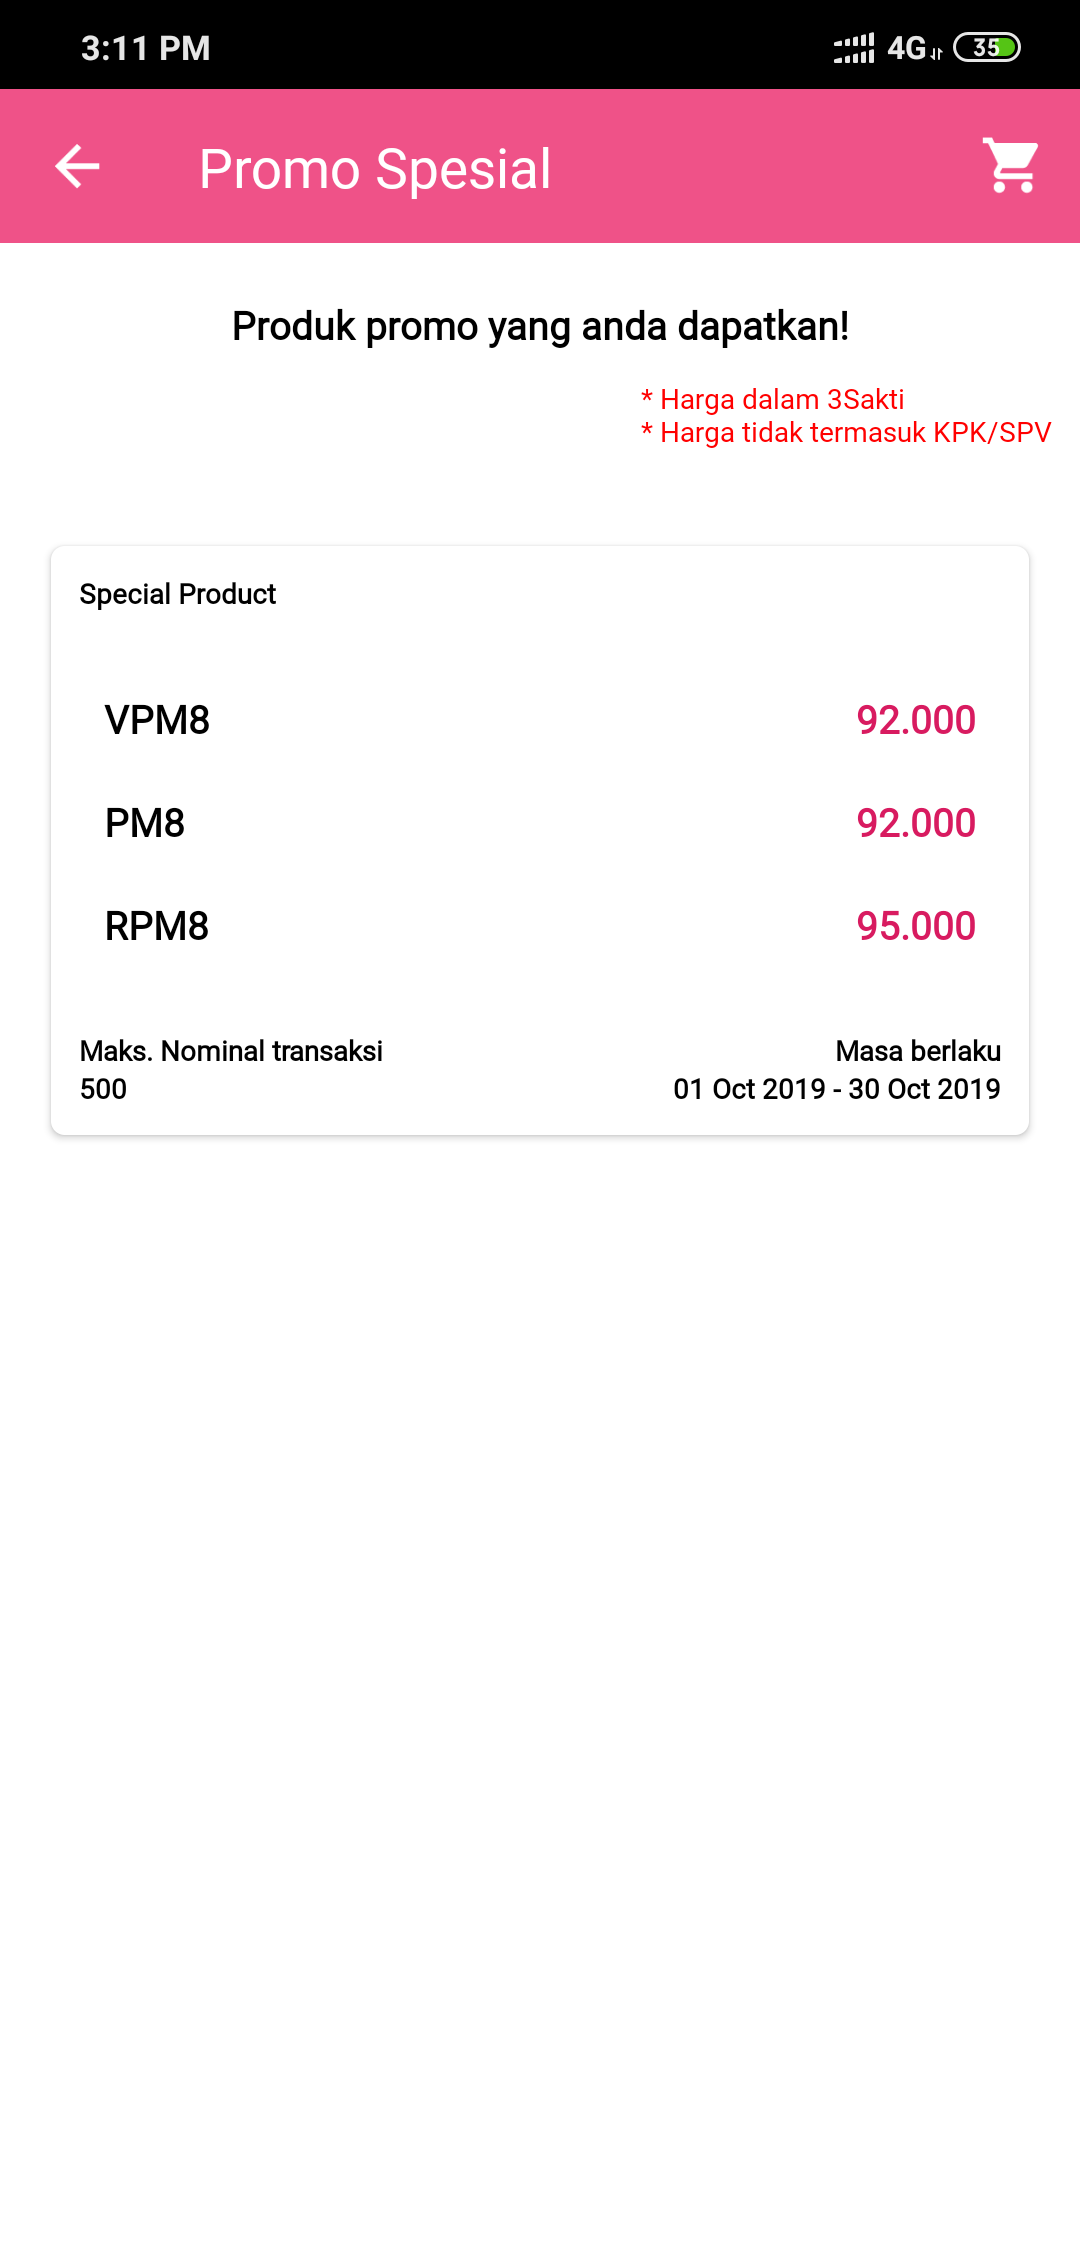 3:11 PM
4G
35
Promo Spesial
Produk promo yang anda dapatkan!
* Harga dalam 3Sakti
* Harga tidak termasuk KPK/SPV
Special Product
VPM8 92.000
PM8 92.000
RPM8 95.000
Maks. Nominal transaksi Masa berlaku
500 01 Oct 2019 - 30 Oct 2019